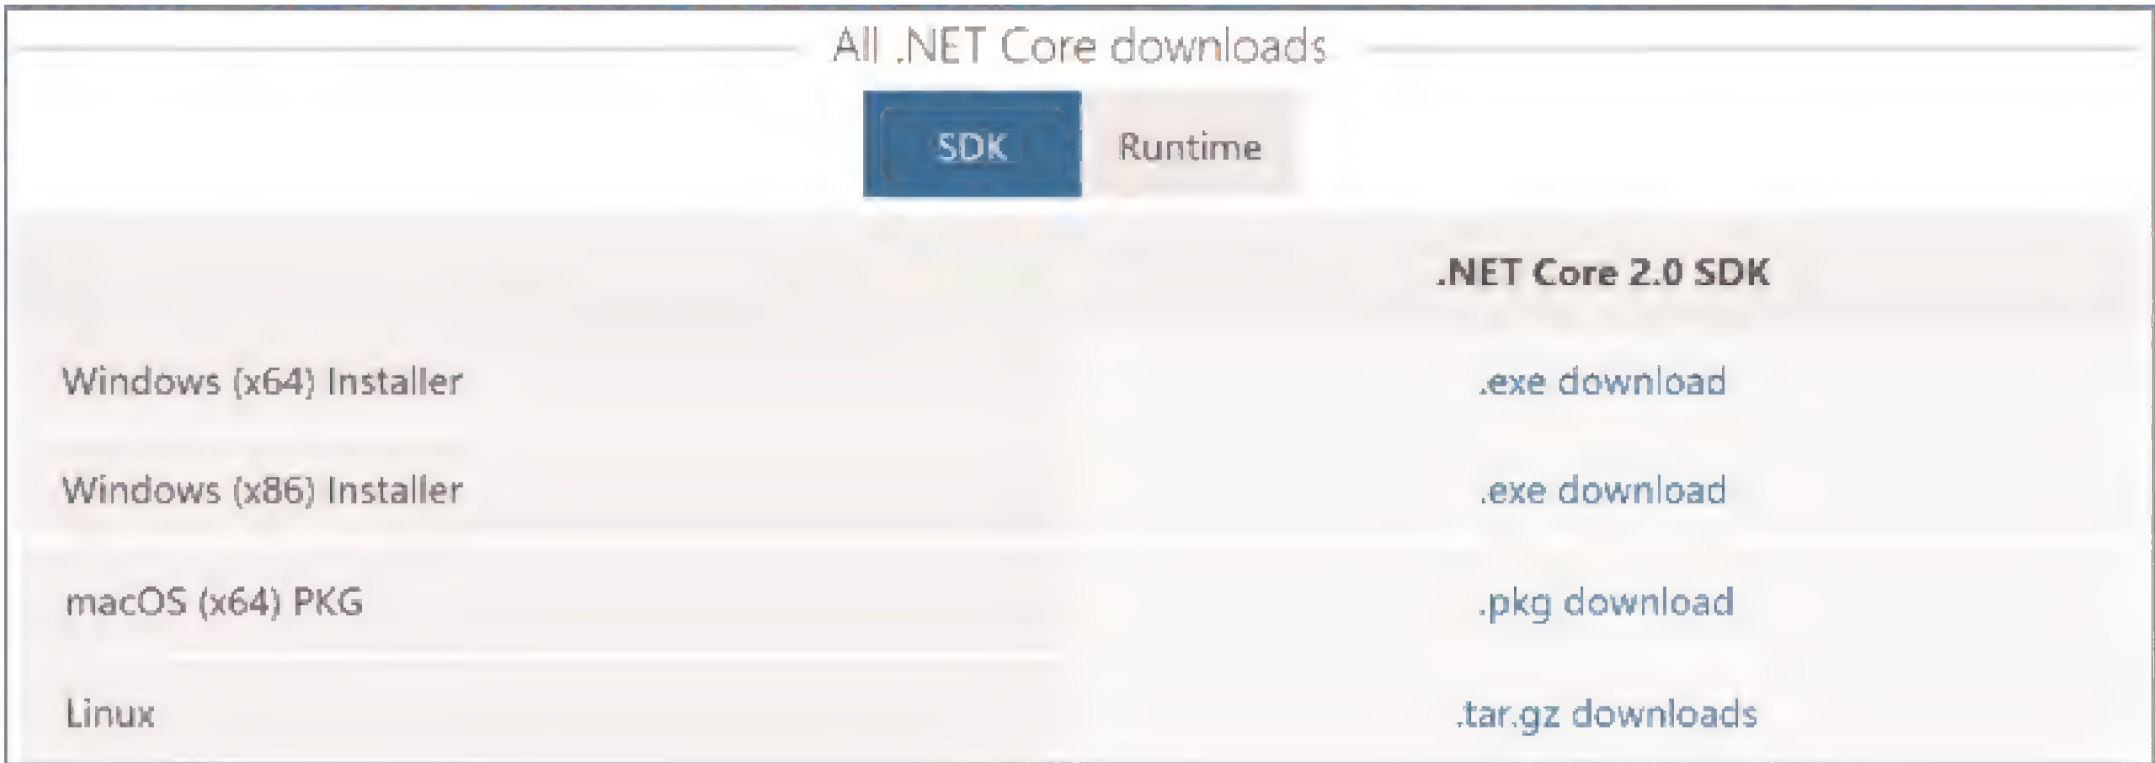 All .NET Core downloads
SDK Runtime
.NET Core 2.0 SDK
Windows (x64) Installer .exe download
Windows (x86) Installer .exe download
macOS (x64) PKG .pkg download
Linux .tar.gz downloads